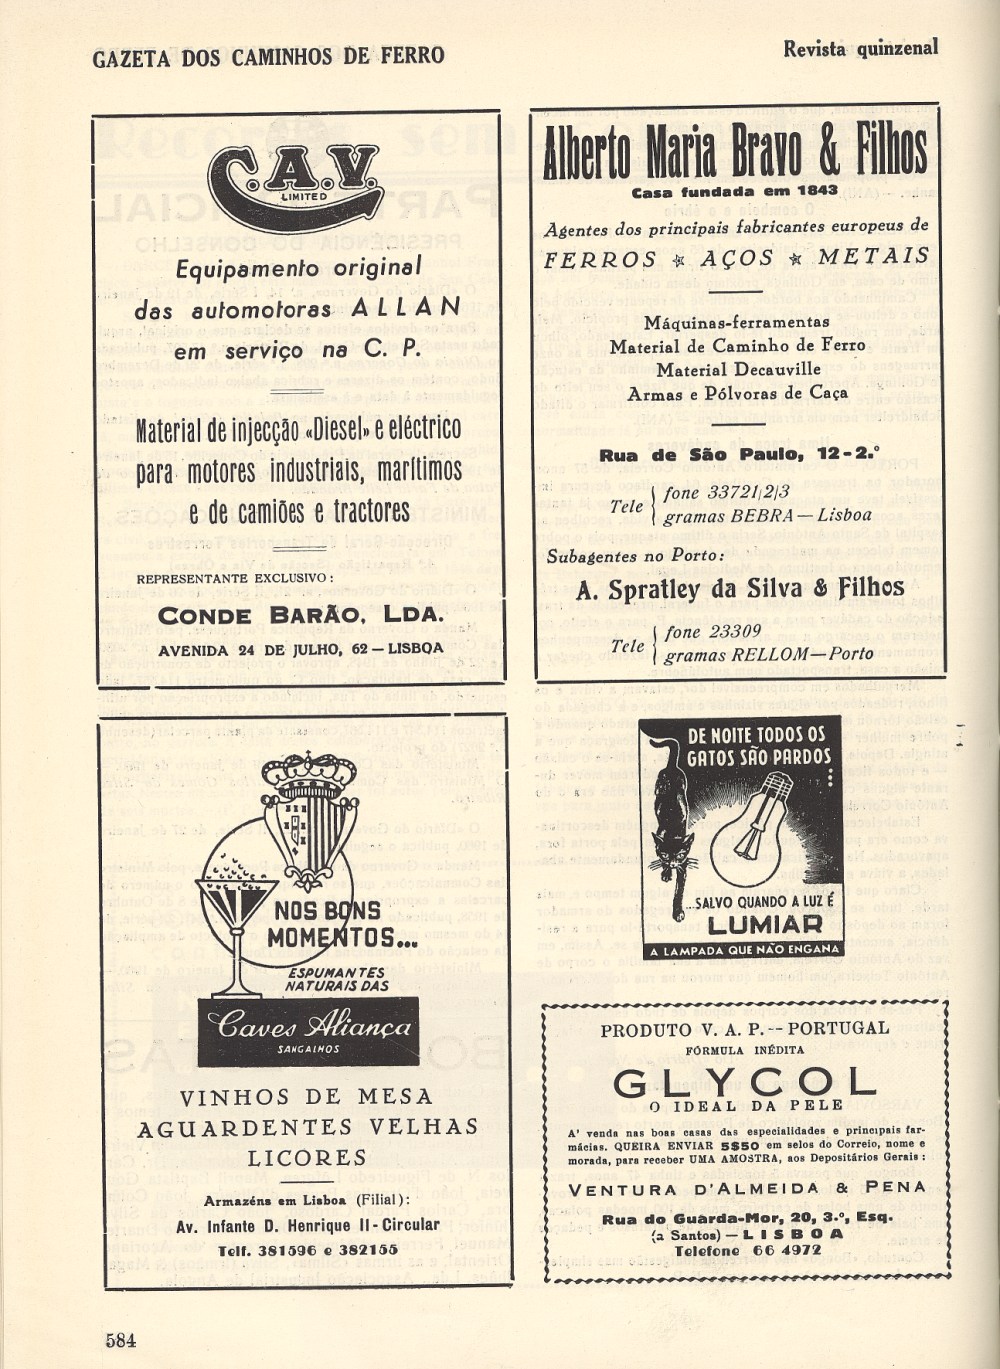 GAZETA DOS CAMINHOS DE FERRO
Revista quinzenal
C.A.V.
LIMITED
Equipamento original
das automotoras ALLAN
em serviço na C. P.
Material de injecção «Diesel» e eléctrico
para motores industriais, marítimos
e de camiões e tractores
REPRESENTANTE EXCLUSIVO:
CONDE BARÃO, LDA.
AVENIDA 24 DE JULHO, 62 — LISBOA
Alberto Maria Bravo & Filhos
Casa fundada em 1843
Agentes dos principais fabricantes europeus de
FERROS * AÇOS * METAIS
Máquinas-ferramentas
Material de Caminho de Ferro
Material Decauville
Armas e Pólvoras de Caça
Rua de São Paulo, 12-2.º
Tele { fone 33721|2|3
gramas BEBRA — Lisboa
Subagentes no Porto:
A. Spratley da Silva & Filhos
Tele { fone 23309
gramas RELLOM — Porto
NOS BONS
MOMENTOS...
ESPUMANTES
NATURAIS DAS
Caves Aliança
SANGALHOS
VINHOS DE MESA
AGUARDENTES VELHAS
LICORES
Armazéns em Lisboa (Filial):
Av. Infante D. Henrique II-Circular
Telf. 381596 e 382155
DE NOITE TODOS OS
GATOS SÃO PARDOS...
...SALVO QUANDO A LUZ É
LUMIAR
A LAMPADA QUE NÃO ENGANA
PRODUTO V. A. P. -- PORTUGAL
FÓRMULA INÉDITA
GLYCOL
O IDEAL DA PELE
A' venda nas boas casas das especialidades e principais far-
mácias. QUEIRA ENVIAR 5$50 em selos do Correio, nome e
morada, para receber UMA AMOSTRA, aos Depositários Gerais:
VENTURA D'ALMEIDA & PENA
Rua do Guarda-Mor, 20, 3.º, Esq.
(a Santos) — LISBOA
Telefone 66 4972
584